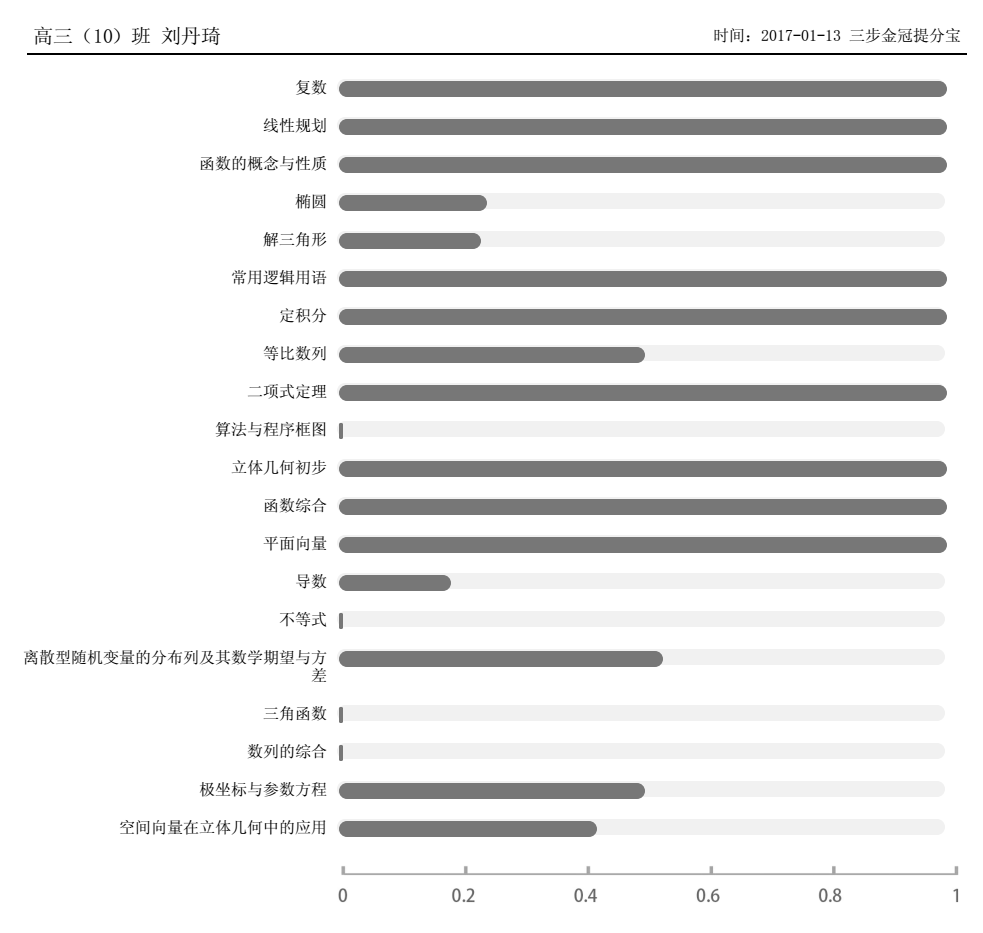 高三（10）班 刘丹琦
时间：2017-01-13 三步金冠提分宝
复数
线性规划
函数的概念与性质
椭圆
解三角形
常用逻辑用语
定积分
等比数列
二项式定理
算法与程序框图
立体几何初步
函数综合
平面向量
导数
不等式
离散型随机变量的分布列及其数学期望与方
差
三角函数
数列的综合
极坐标与参数方程
空间向量在立体几何中的应用
0 0.2 0.4 0.6 0.8 1